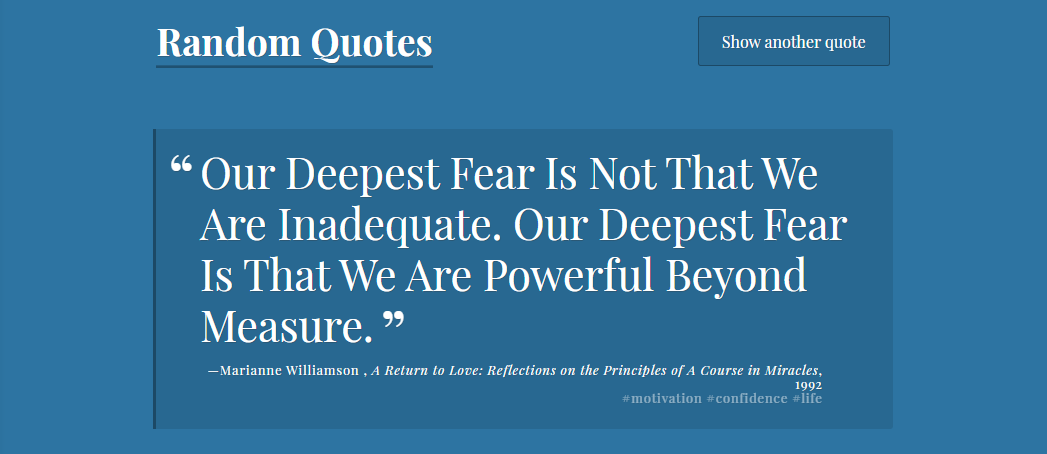 Random Quotes
Show another quote
“ Our Deepest Fear Is Not That We
Are Inadequate. Our Deepest Fear
Is That We Are Powerful Beyond
Measure. ”
—Marianne Williamson , A Return to Love: Reflections on the Principles of A Course in Miracles,
1992
#motivation #confidence #life